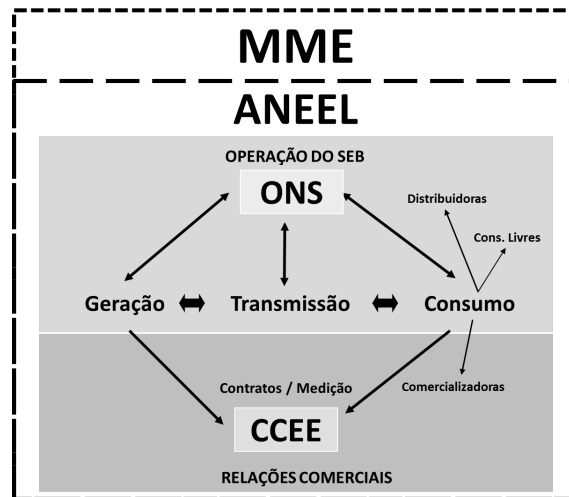 MME
ANEEL
OPERAÇÃO DO SEB
ONS
Distribuidoras
Cons. Livres
Geração
Transmissão
Consumo
Contratos / Medição
Comercializadoras
CCEE
RELAÇÕES COMERCIAIS